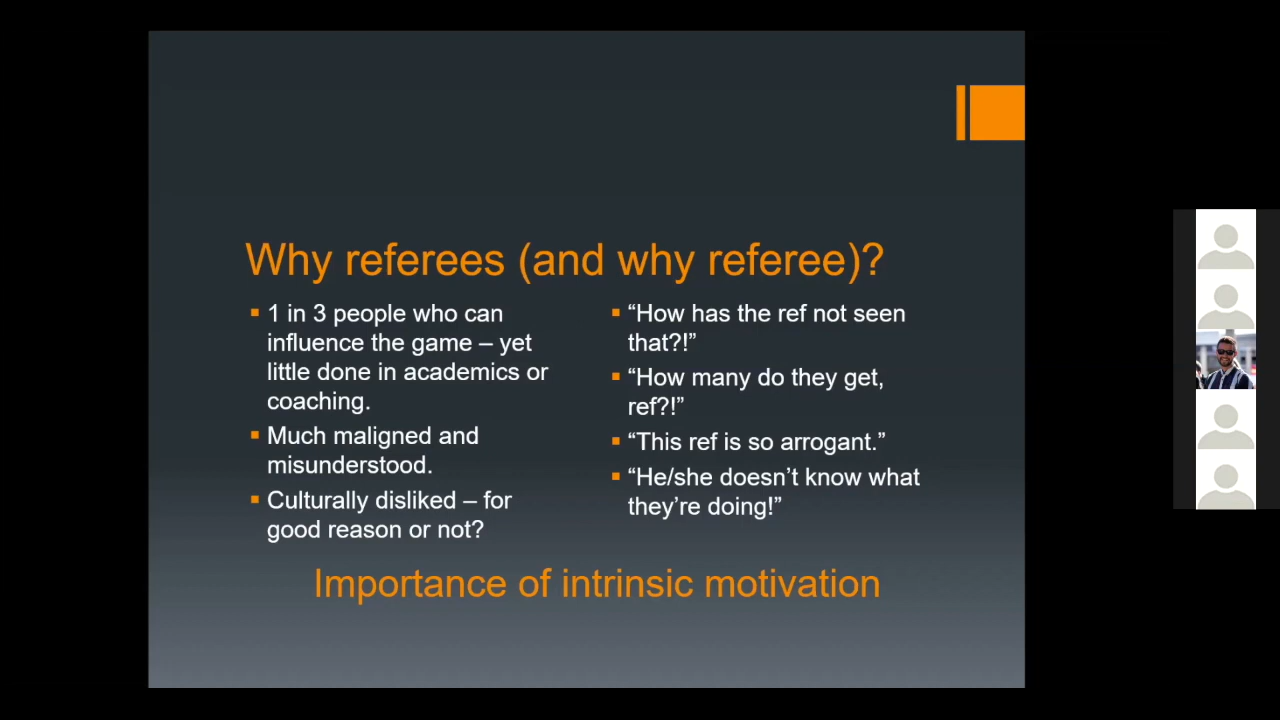 Why referees (and why referee)?
1 in 3 people who can
influence the game – yet
little done in academics or
coaching.
Much maligned and
misunderstood.
Culturally disliked – for
good reason or not?
“How has the ref not seen
that?!”
“How many do they get,
ref?!”
“This ref is so arrogant.”
“He/she doesn’t know what
they’re doing!”
Importance of intrinsic motivation